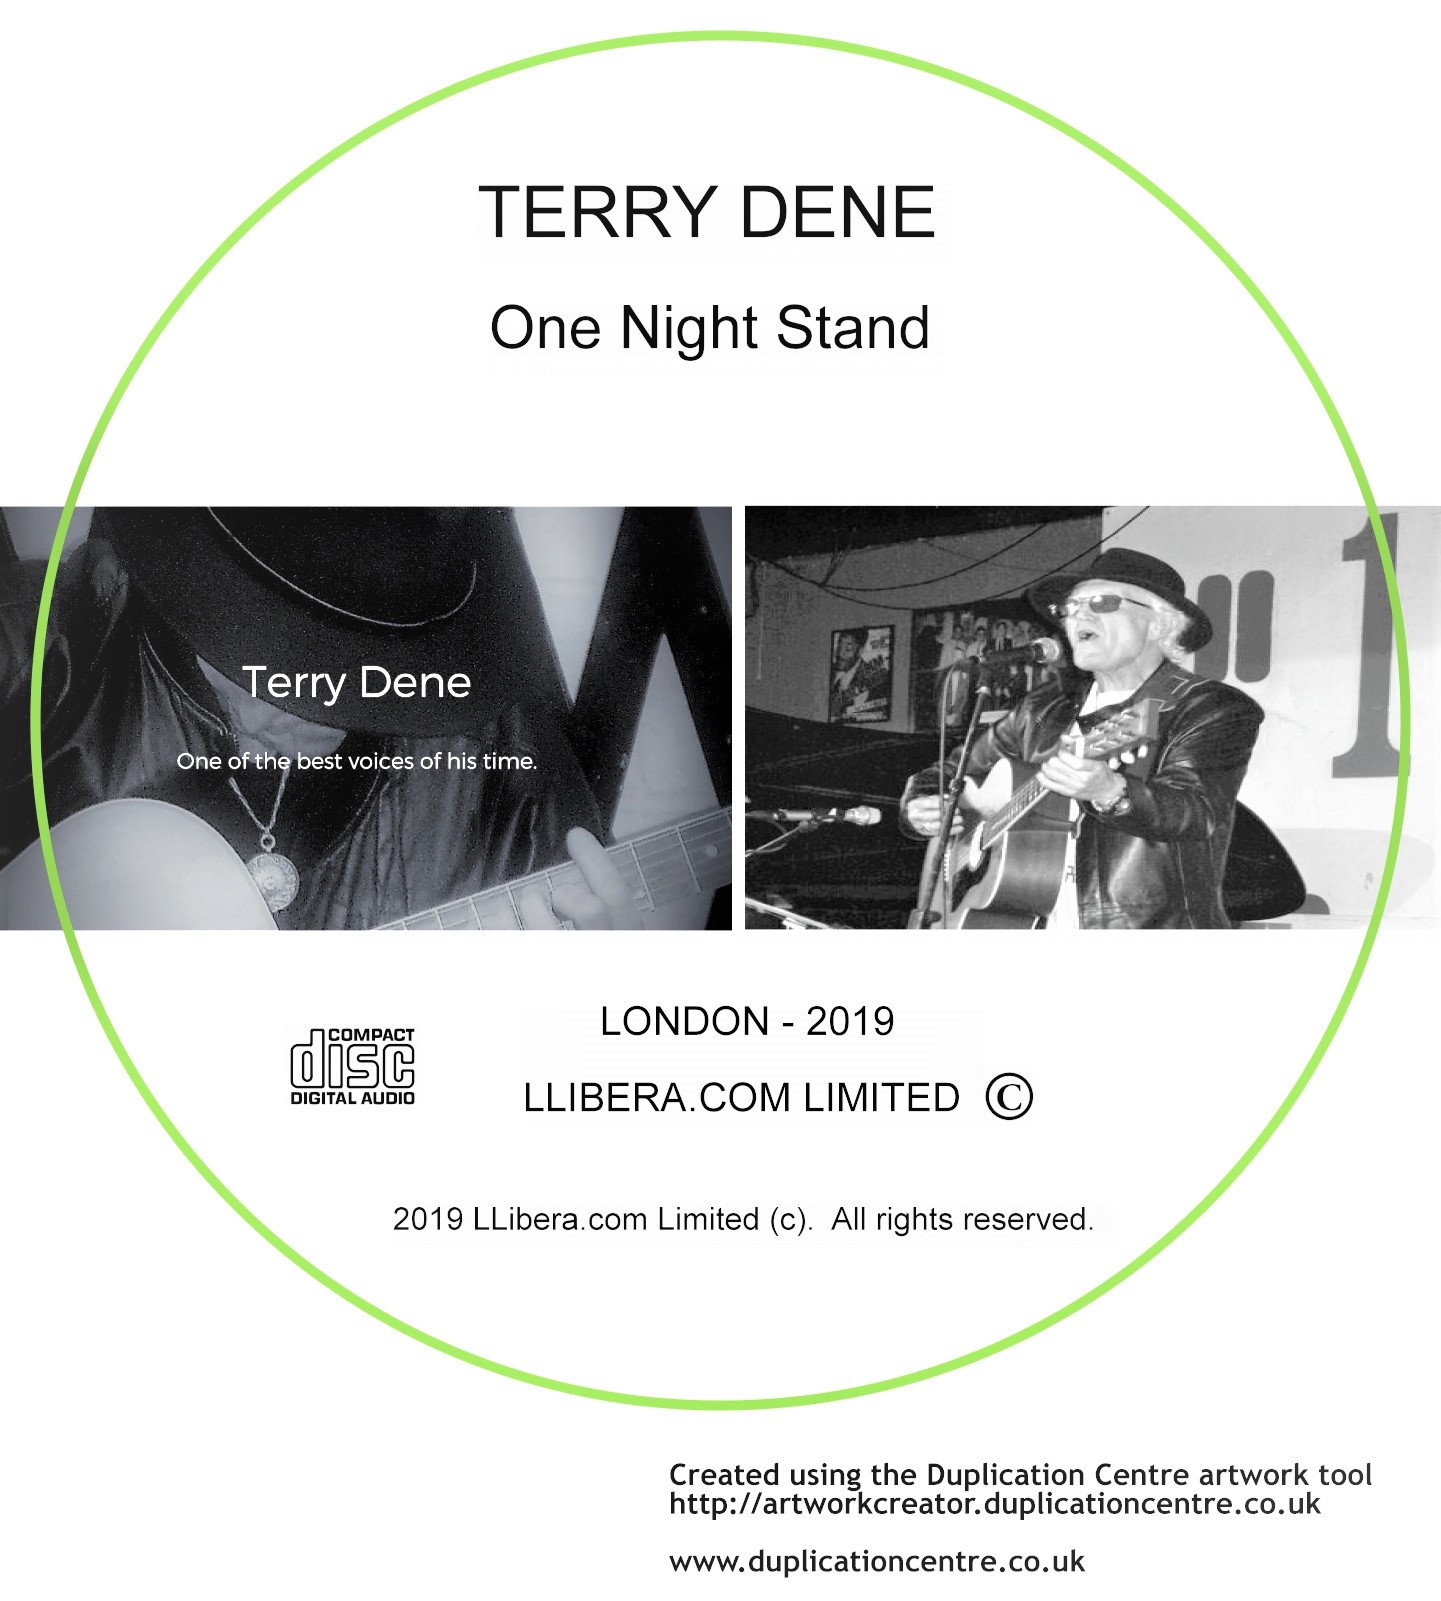 TERRY DENE
One Night Stand
Terry Dene
One of the best voices of his time.
1
COMPACT
disc
DIGITAL AUDIO
LONDON - 2019
LLIBERA.COM LIMITED ©
2019 LLibera.com Limited (c). All rights reserved.
Created using the Duplication Centre artwork tool
http://artworkcreator.duplicationcentre.co.uk
www.duplicationcentre.co.uk